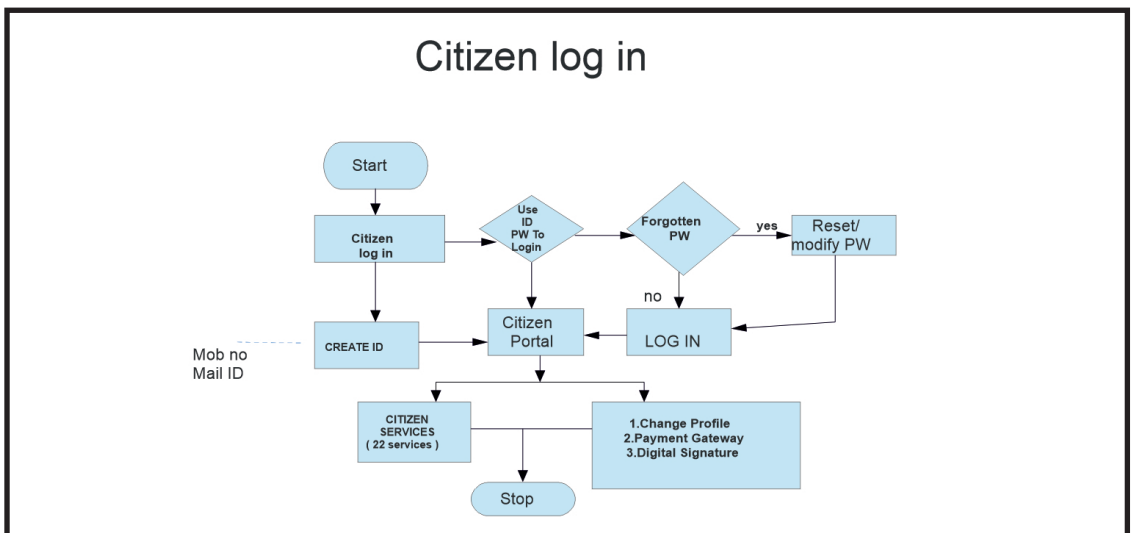 Citizen log in
Start
Citizen
log in
Use
ID
PW To
Login
Forgotten
PW
yes
Reset/
modify PW
no
Mob no
Mail ID
CREATE ID
Citizen
Portal
LOG IN
CITIZEN
SERVICES
( 22 services )
1.Change Profile
2.Payment Gateway
3.Digital Signature
Stop